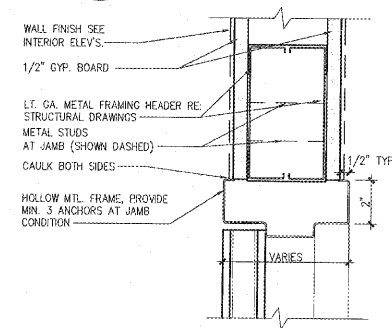 WALL FINISH SEE
INTERIOR ELEV'S.
1/2" GYP. BOARD
LT. GA. METAL FRAMING HEADER RE:
STRUCTURAL DRAWINGS
METAL STUDS
AT JAMB (SHOWN DASHED)
1/2" TYP
CAULK BOTH SIDES
HOLLOW MTL. FRAME, PROVIDE
MIN. 3 ANCHORS AT JAMB
CONDITION
2"
VARIES